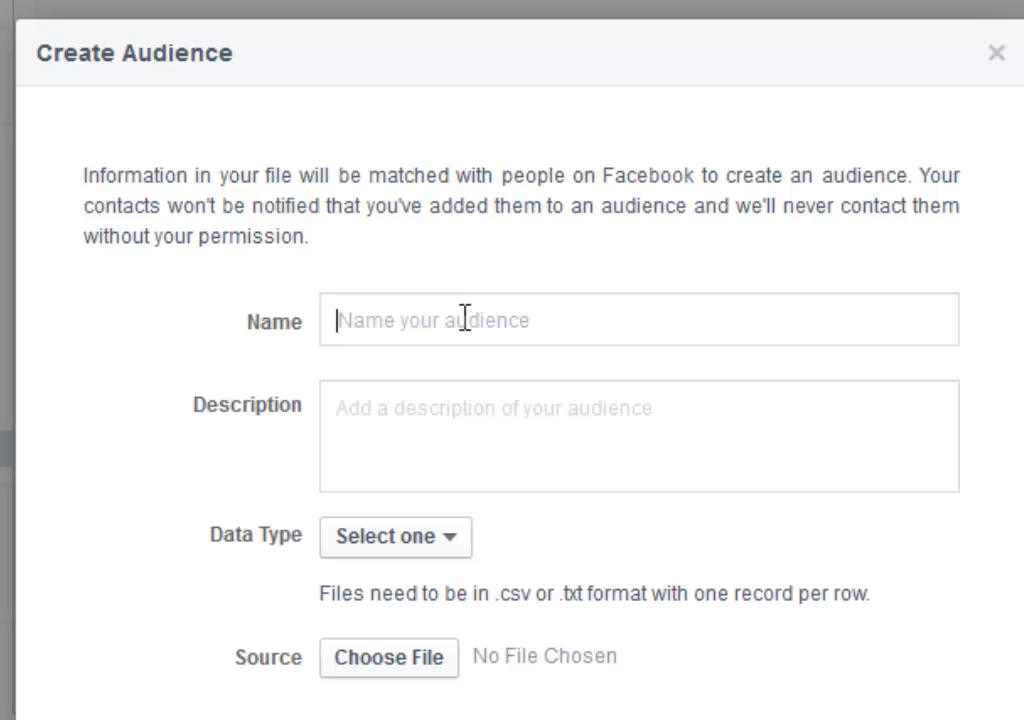 Create Audience
Information in your file will be matched with people on Facebook to create an audience. Your
contacts won't be notified that you've added them to an audience and we'll never contact them
without your permission.
Name
Name your audience
Description
Add a description of your audience
Data Type
Select one
Files need to be in .csv or .txt format with one record per row.
Source
Choose File
No File Chosen